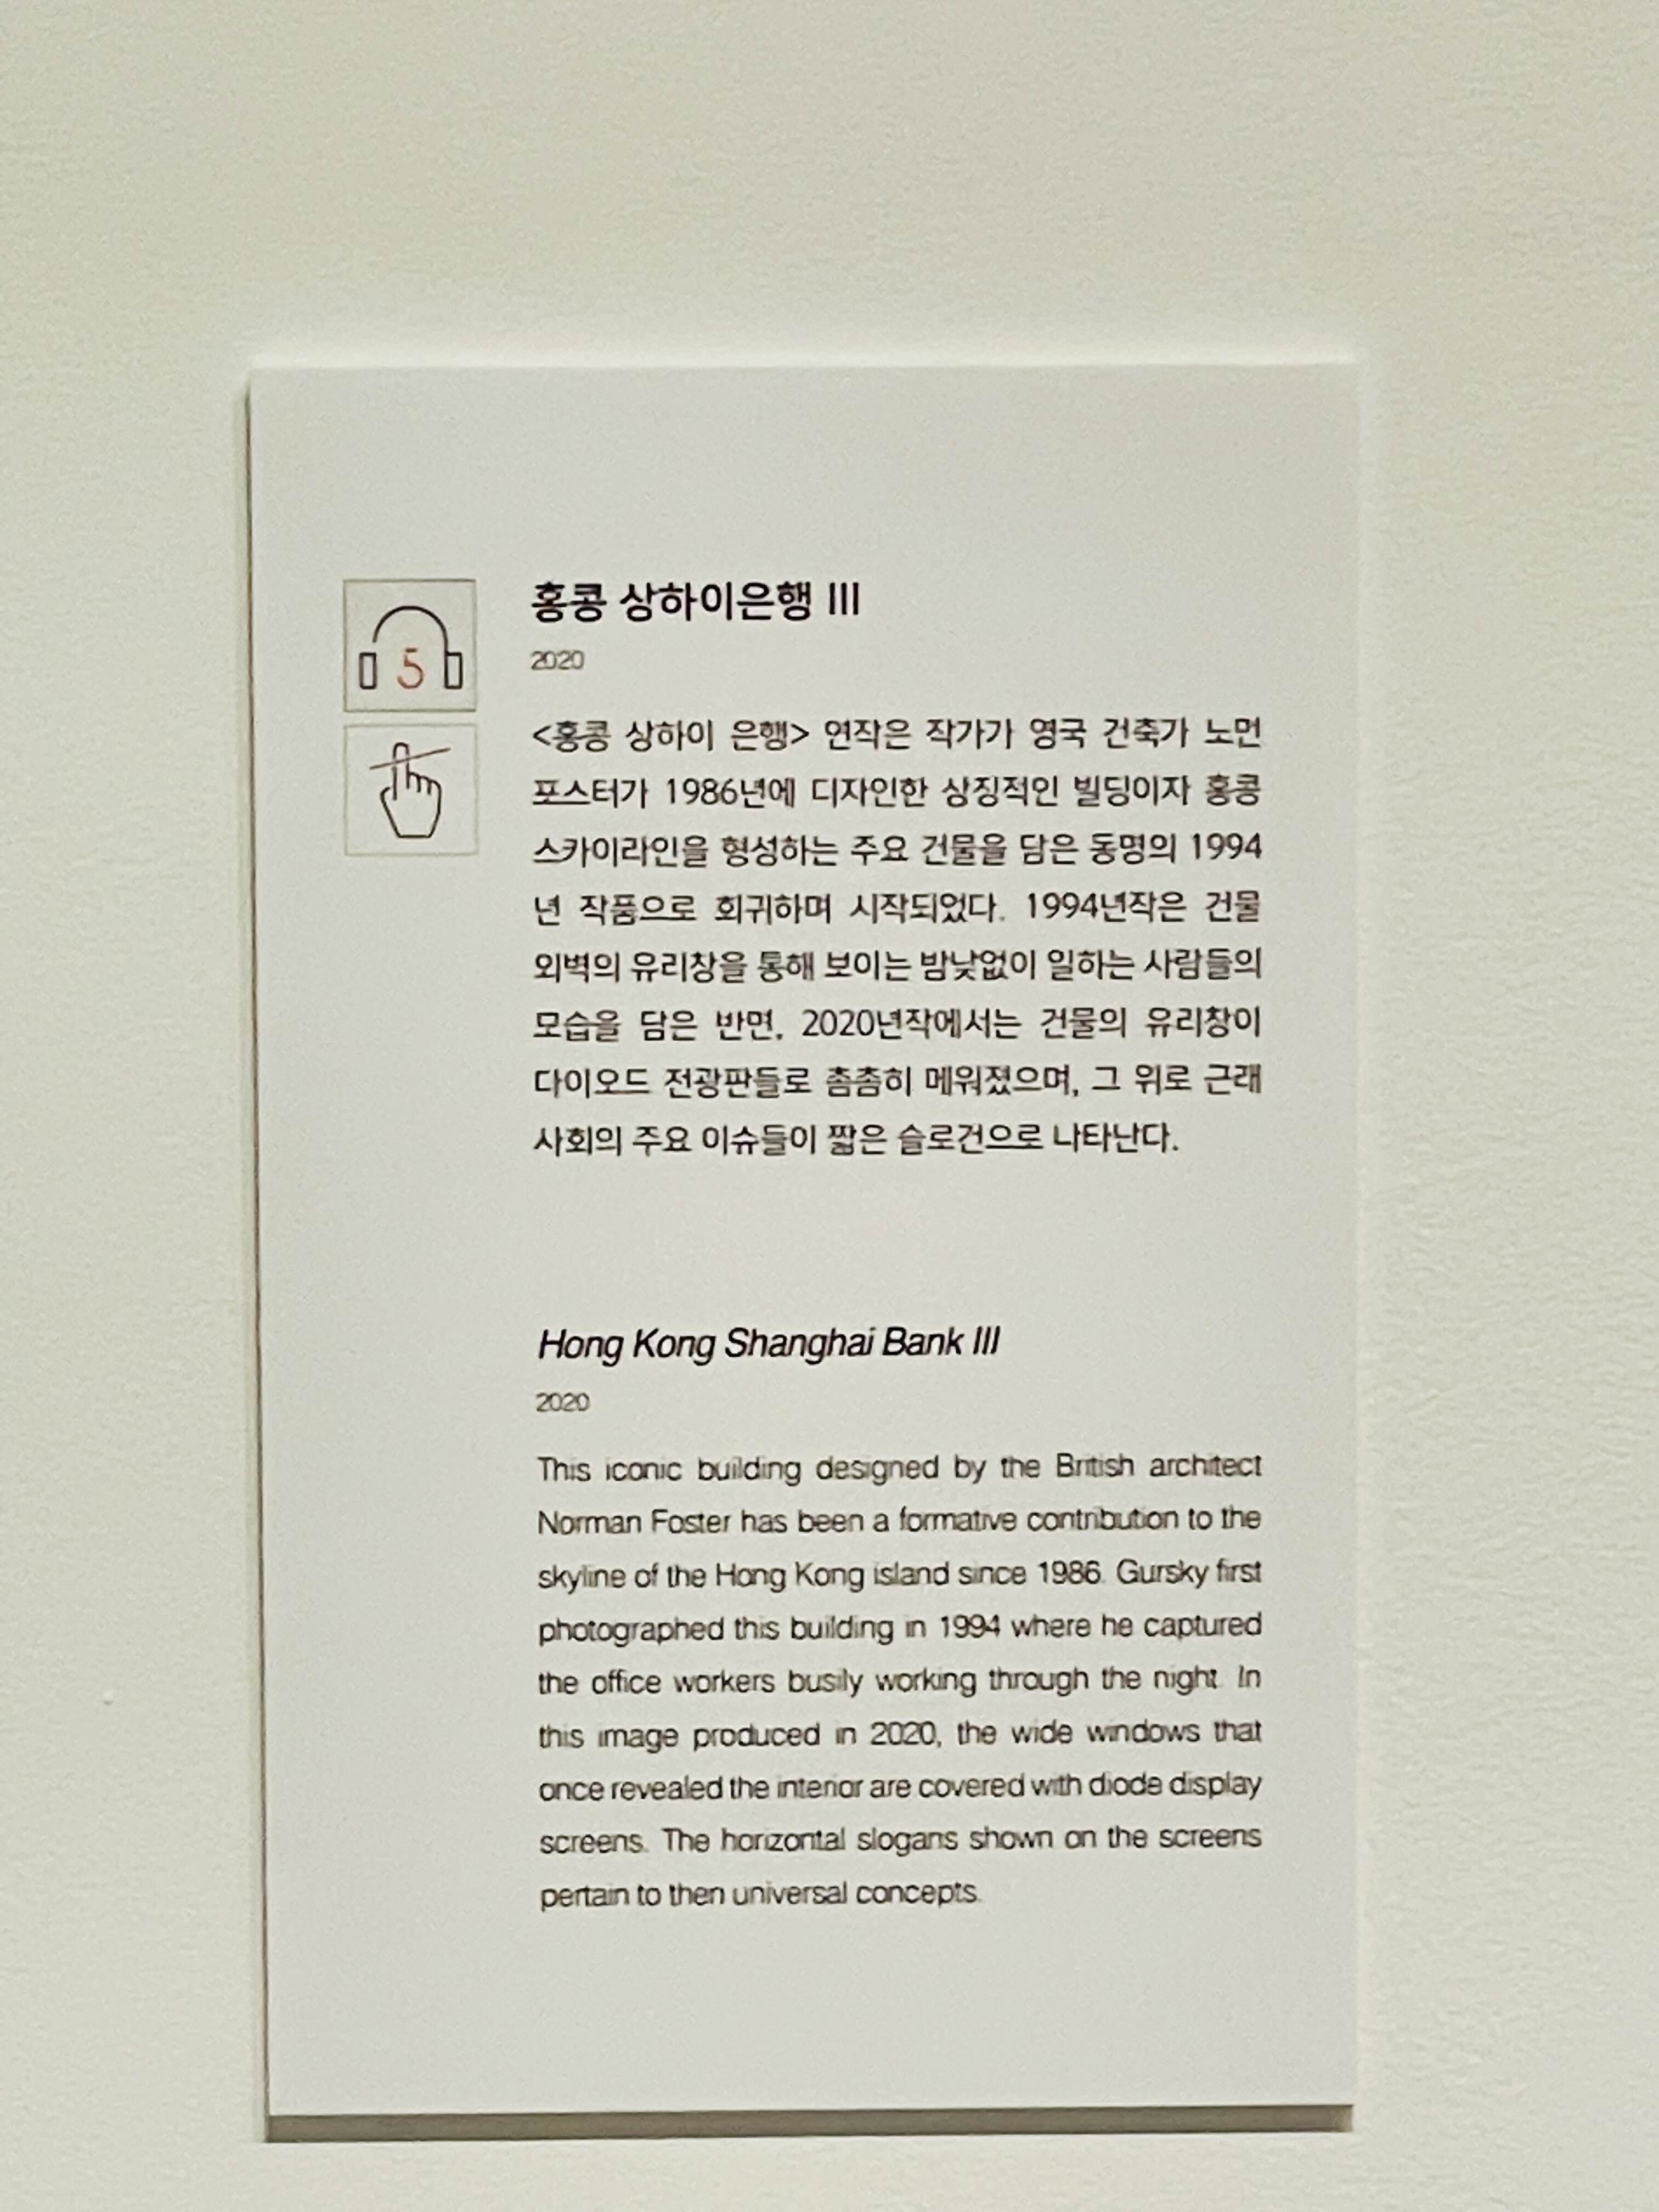 홍콩 상하이은행 III
5
2020
<홍콩 상하이 은행> 연작은 작가가 영국 건축가 노먼
포스터가 1986년에 디자인한 상징적인 빌딩이자 홍콩
스카이라인을 형성하는 주요 건물을 담은 동명의 1994
년 작품으로 회귀하며 시작되었다. 1994년작은 건물
외벽의 유리창을 통해 보이는 밤낮없이 일하는 사람들의
모습을 담은 반면, 2020년작에서는 건물의 유리창이
다이오드 전광판들로 촘촘히 메워졌으며, 그 위로 근래
사회의 주요 이슈들이 짧은 슬로건으로 나타난다.
Hong Kong Shanghai Bank III
2020
This iconic building designed by the British architect
Norman Foster has been a formative contribution to the
skyline of the Hong Kong island since 1986. Gursky first
photographed this building in 1994 where he captured
the office workers busily working through the night. In
this image produced in 2020, the wide windows that
once revealed the interior are covered with diode display
screens. The horizontal slogans shown on the screens
pertain to then universal concepts.